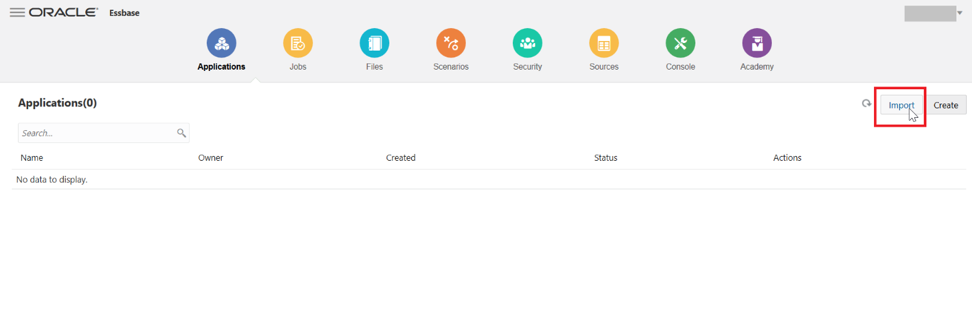 ORACLE® Essbase
Applications Jobs Files Scenarios Security Sources Console Academy
Applications(0) Import Create
Search...
Name Owner Created Status Actions
No data to display.